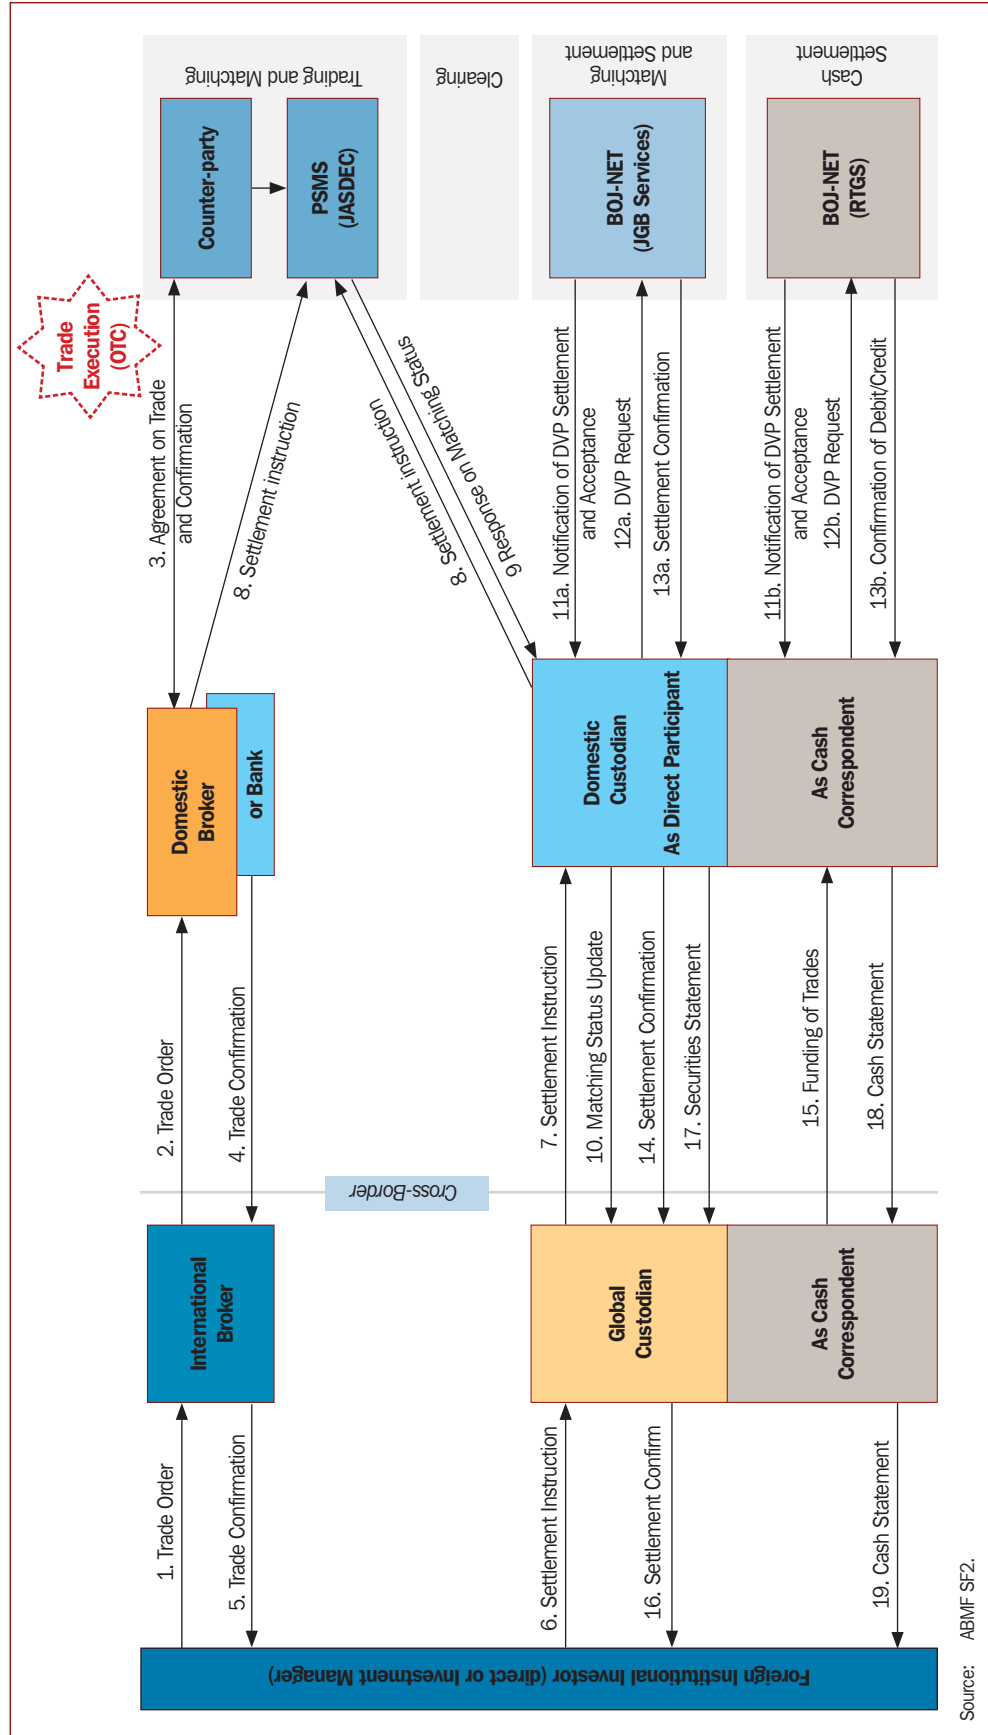 Trade
Execution
(OTC)
Trading and Matching
Clearing
Matching
and Settlement
Cash
Settlement
Counter-party
PSMS
(JASDEC)
BOJ-NET
(JGB Services)
BOJ-NET
(RTGS)
3. Agreement on Trade
and Confirmation
8. Settlement instruction
8. Settlement instruction
9 Response on Matching Status
11a. Notification of DVP Settlement
and Acceptance
12a. DVP Request
13a. Settlement Confirmation
11b. Notification of DVP Settlement
and Acceptance
12b. DVP Request
13b. Confirmation of Debit/Credit
Domestic
Broker
or Bank
Domestic
Custodian
As Direct Participant
As Cash
Correspondent
2. Trade Order
4. Trade Confirmation
7. Settlement Instruction
10. Matching Status Update
14. Settlement Confirmation
17. Securities Statement
15. Funding of Trades
18. Cash Statement
Cross-Border
International
Broker
Global
Custodian
As Cash
Correspondent
1. Trade Order
5. Trade Confirmation
6. Settlement Instruction
16. Settlement Confirm
19. Cash Statement
Foreign Institutional Investor (direct or Investment Manager)
Source: ABMF SF2.